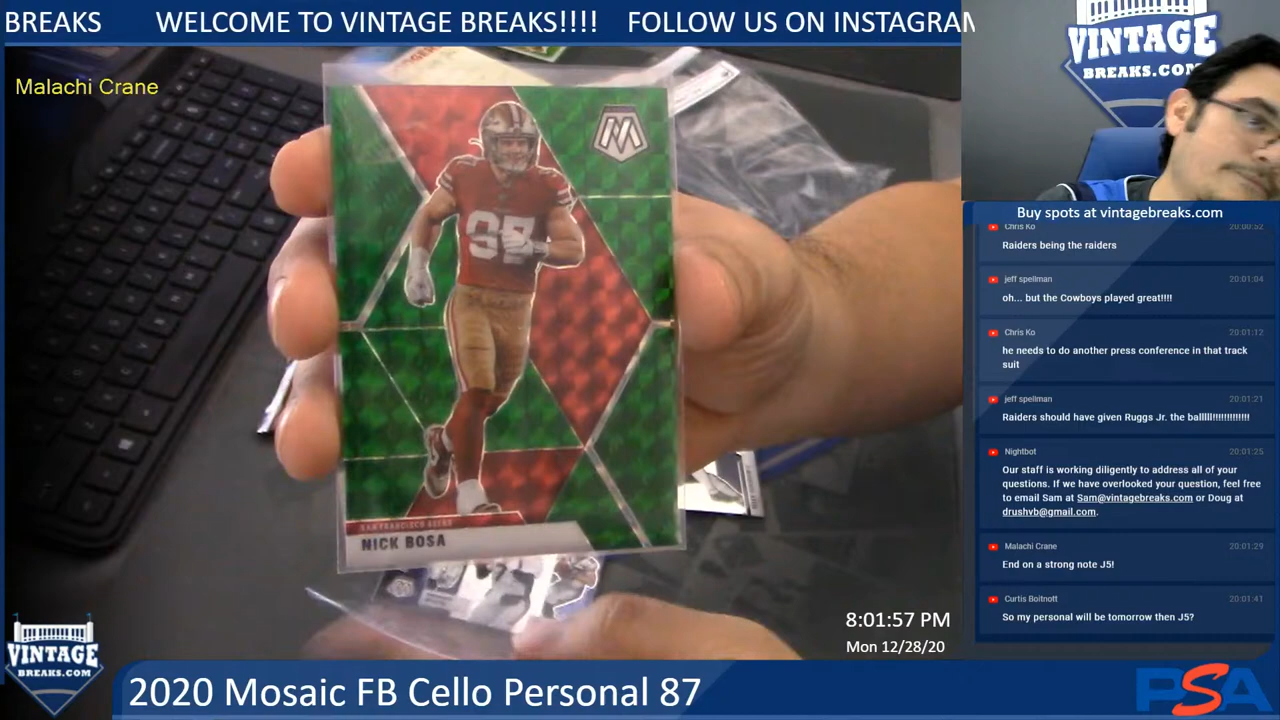 BREAKS WELCOME TO VINTAGE BREAKS!!!! FOLLOW US ON INSTAGRAM
Malachi Crane
VINTAGE
BREAKS.COM
M
97
SAN FRANCISCO 49ERS
NICK BOSA
Buy spots at vintagebreaks.com
Chris Ko 20:00:52
Raiders being the raiders
jeff spellman 20:01:04
oh... but the Cowboys played great!!!!
Chris Ko 20:01:12
he needs to do another press conference in that track
suit
jeff spellman 20:01:21
Raiders should have given Ruggs Jr. the ballll!!!!!!!!!!!!!
Nightbot 20:01:25
Our staff is working diligently to address all of your
questions. If we have overlooked your question, feel free
to email Sam at Sam@vintagebreaks.com or Doug at
drushvb@gmail.com.
Malachi Crane 20:01:29
End on a strong note J5!
Curtis Boitnott 20:01:41
So my personal will be tomorrow then J5?
8:01:57 PM
Mon 12/28/20
VINTAGE
BREAKS.COM
2020 Mosaic FB Cello Personal 87
PSA